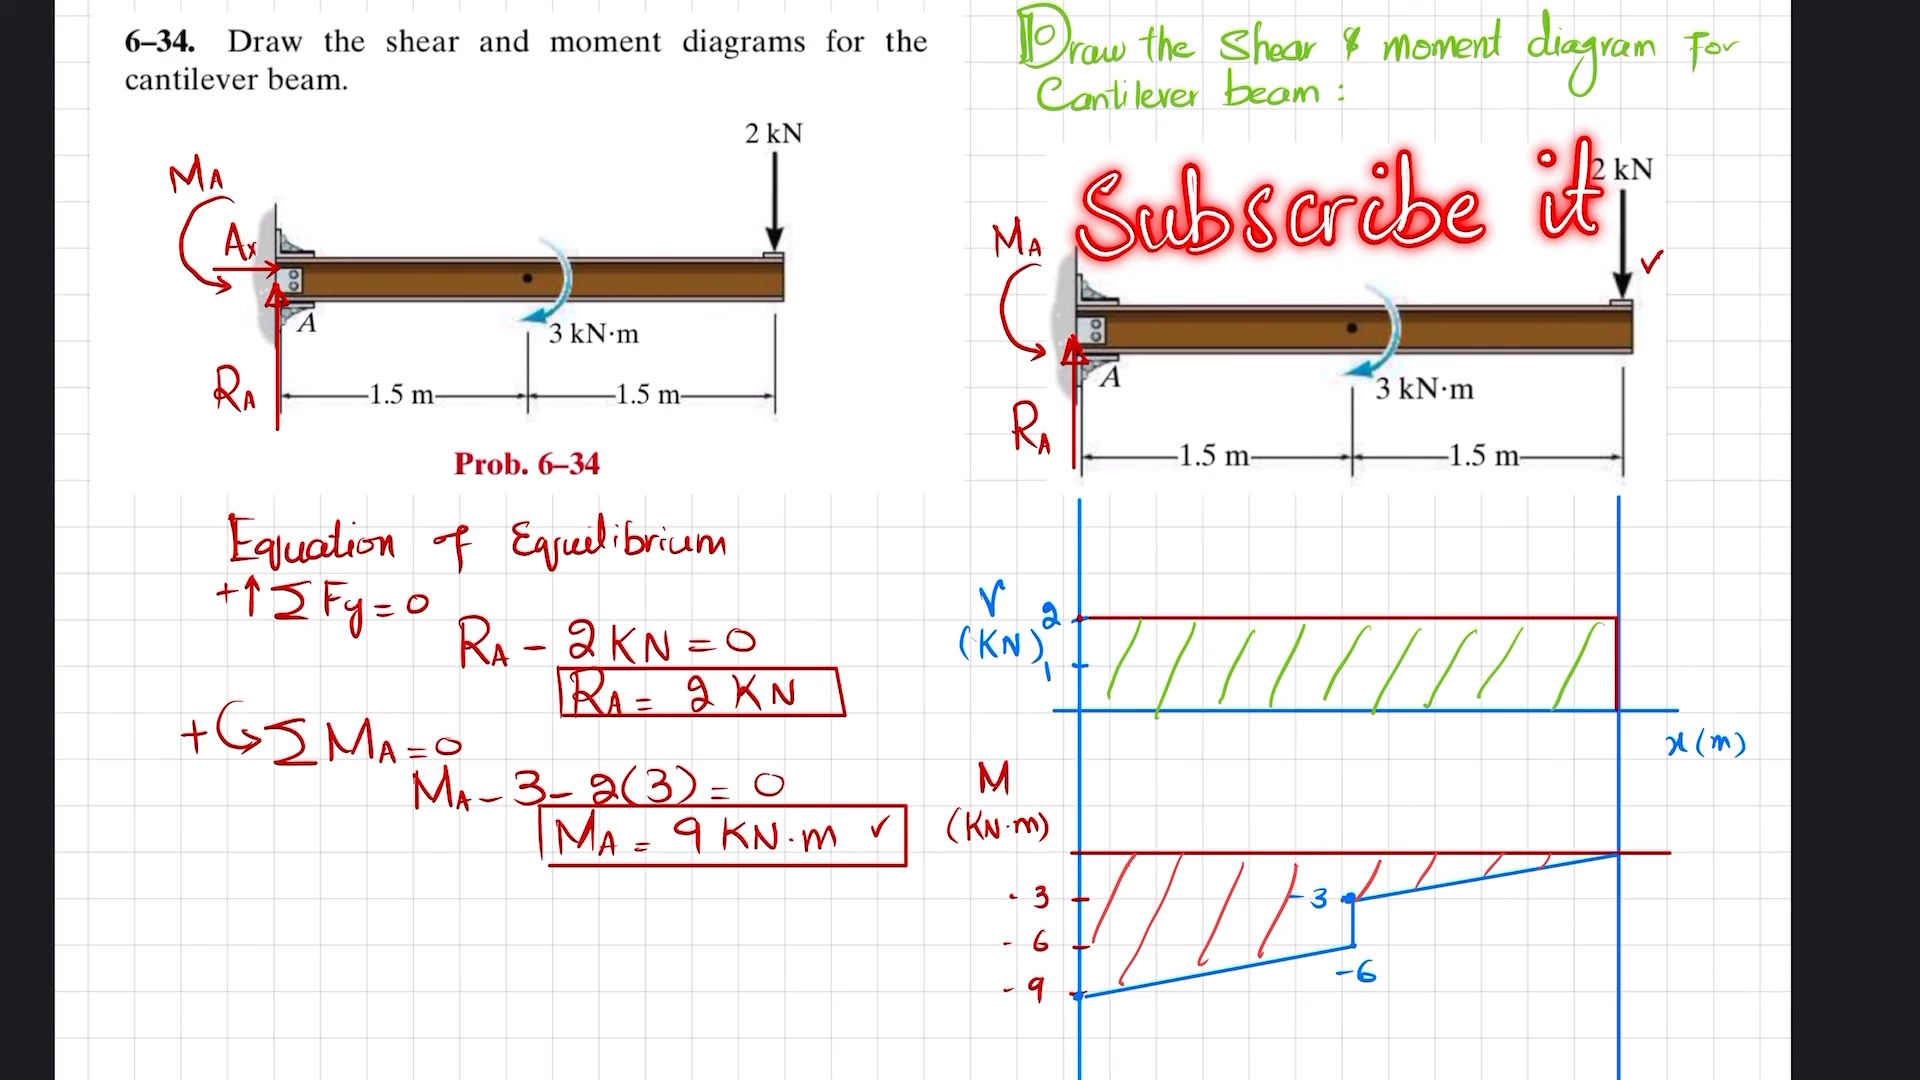 6–34. Draw the shear and moment diagrams for the
cantilever beam.
2 kN
MA
Ax
A
3 kN·m
RA
1.5 m
1.5 m
Prob. 6–34
Equation of Equilibrium
+↑ΣFy=0
RA - 2KN = 0
RA = 2 KN
+ΣMA=0
MA - 3 - 2(3) = 0
MA = 9 KN.m ✓
Draw the Shear & moment diagram For
Cantilever beam :
Subscribe it
2 kN
MA
✓
A
3 kN·m
RA
1.5 m
1.5 m
V
(KN)
2
1
x(m)
M
(KN.m)
-3
-6
-9
-3
-6